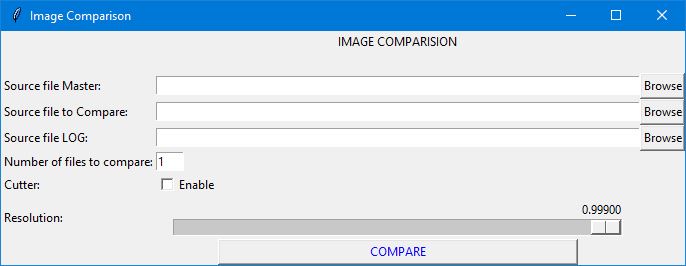 Image Comparison
IMAGE COMPARISION
Source file Master: Browse
Source file to Compare: Browse
Source file LOG: Browse
Number of files to compare: 1
Cutter: Enable
0.99900
Resolution:
COMPARE